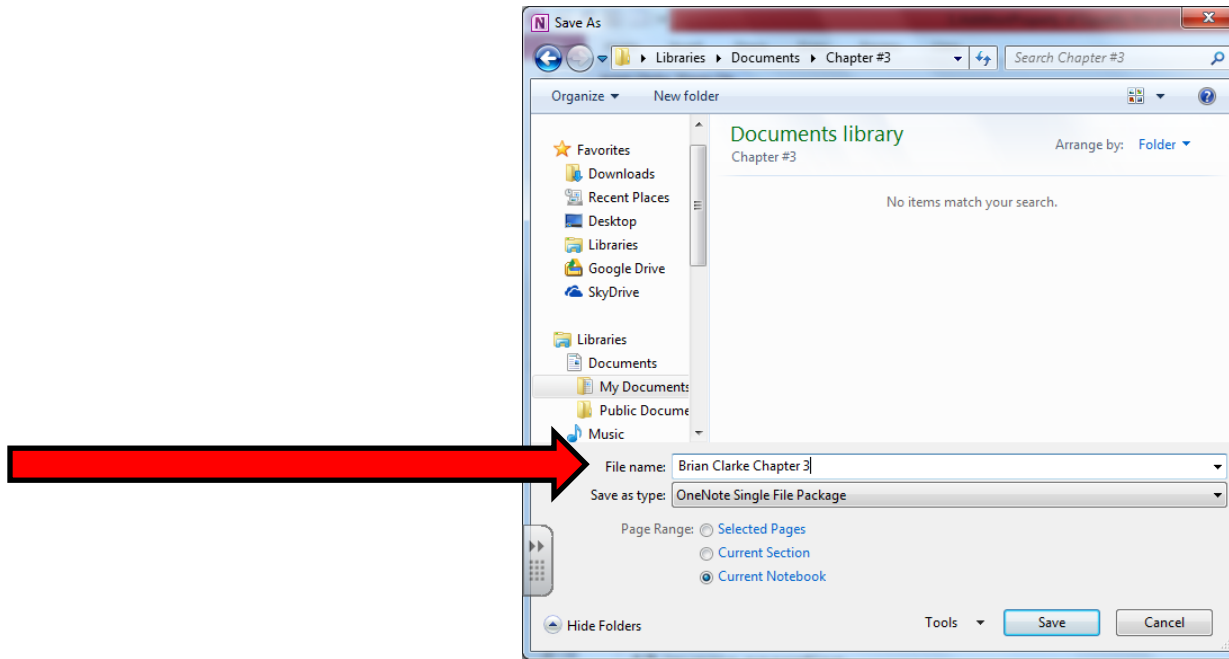 Save As
Libraries Documents Chapter #3 Search Chapter #3
Organize New folder
Favorites
Downloads
Recent Places
Desktop
Libraries
Google Drive
SkyDrive
Libraries
Documents
My Documents
Public Docume
Music
Documents library
Chapter #3
Arrange by: Folder
No items match your search.
File name: Brian Clarke Chapter 3
Save as type: OneNote Single File Package
Page Range: Selected Pages
Current Section
Current Notebook
Hide Folders Tools Save Cancel